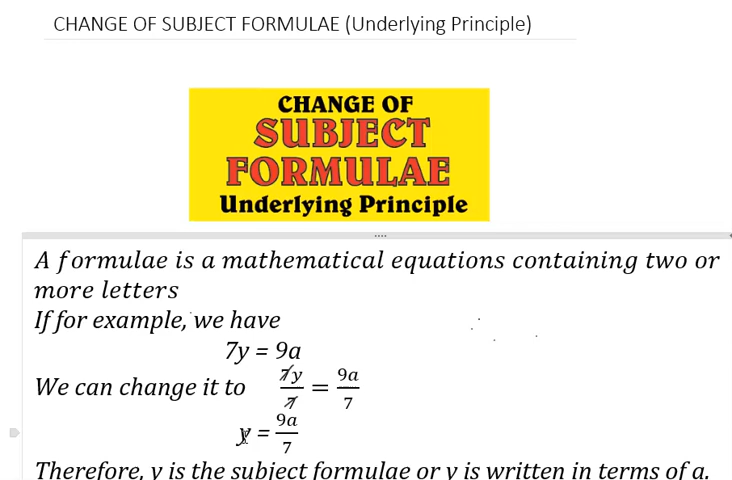 CHANGE OF SUBJECT FORMULAE (Underlying Principle)
CHANGE OF
SUBJECT
FORMULAE
Underlying Principle
A formulae is a mathematical equations containing two or
more letters
If for example, we have
7y = 9a
We can change it to 7y/7 = 9a/7
y = 9a/7
Therefore, y is the subject formulae or y is written in terms of a.